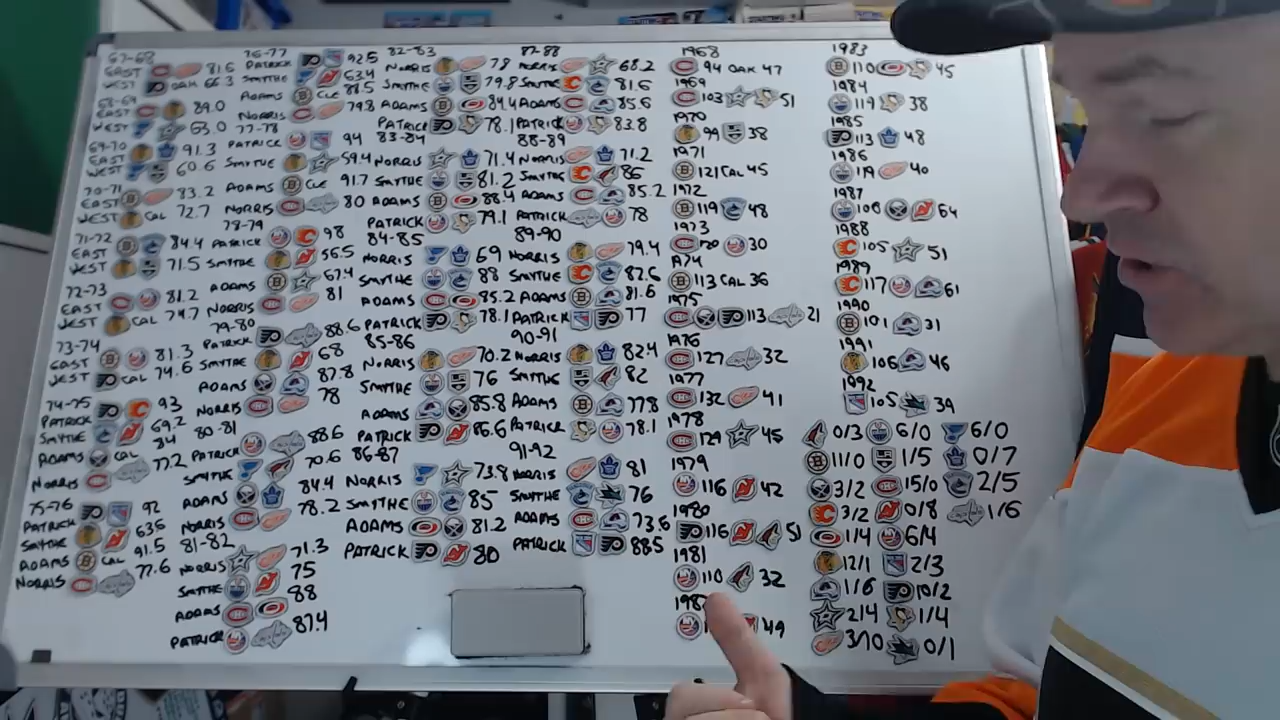 67-68
EAST 81.6
WEST OAK 66.3
68-69
EAST 89.0
WEST 63.0
69-70
EAST 91.3
WEST 60.6
70-71
EAST 83.2
WEST CAL 72.7
71-72
EAST 84.4
WEST 71.5
72-73
EAST 81.2
WEST CAL 74.7
73-74
EAST 81.3
WEST CAL 74.6
74-75
PATRICK 93
SMYTHE 69.2
ADAMS CAL 84
NORRIS 77.2
75-76
PATRICK 92
SMYTHE 63.6
ADAMS CAL 91.5
NORRIS 77.6
76-77
PATRICK 92.5
SMYTHE 63.4
ADAMS CLE 88.5
NORRIS 79.8
77-78
PATRICK 94
SMYTHE 59.4
ADAMS CLE 91.7
NORRIS 80
78-79
PATRICK 98
SMYTHE 56.5
ADAMS 67.4
NORRIS 81
79-80
PATRICK 88.6
SMYTHE 68
ADAMS 87.8
NORRIS 78
80-81
PATRICK 88.6
SMYTHE 70.6
ADAMS 84.4
NORRIS 78.2
81-82
NORRIS 71.3
SMYTHE 75
ADAMS 88
PATRICK 87.4
82-83
NORRIS 78
SMYTHE 79.8
ADAMS 84.4
PATRICK 78.1
83-84
NORRIS 71.4
SMYTHE 81.2
ADAMS 88.4
PATRICK 79.1
84-85
NORRIS 69
SMYTHE 88
ADAMS 85.2
PATRICK 78.1
85-86
NORRIS 70.2
SMYTHE 76
ADAMS 85.8
PATRICK 86.6
86-87
NORRIS 73.8
SMYTHE 85
ADAMS 81.2
PATRICK 80
87-88
NORRIS 68.2
SMYTHE 81.6
ADAMS 85.6
PATRICK 83.8
88-89
NORRIS 71.2
SMYTHE 86
ADAMS 85.2
PATRICK 78
89-90
NORRIS 79.4
SMYTHE 82.6
ADAMS 81.6
PATRICK 77
90-91
NORRIS 82.4
SMYTHE 82
ADAMS 77.8
PATRICK 78.1
91-92
NORRIS 81
SMYTHE 76
ADAMS 73.6
PATRICK 88.5
1968
94 OAK 47
1969
103 51
1970
99 38
1971
121 CAL 45
1972
119 48
1973
120 30
1974
113 CAL 36
1975
113 21
1976
127 32
1977
132 41
1978
129 45
1979
116 42
1980
116 51
1981
110 32
49
1983
110 45
1984
119 38
1985
113 48
1986
119 40
1987
106 64
1988
105 51
1989
117 61
1990
101 31
1991
106 46
1992
105 39
0/3 6/0 6/0
11/0 1/5 0/7
3/2 15/0 2/5
3/2 0/8 1/6
1/4 6/4
12/1 2/3
1/6 10/2
2/4 1/4
3/10 0/1